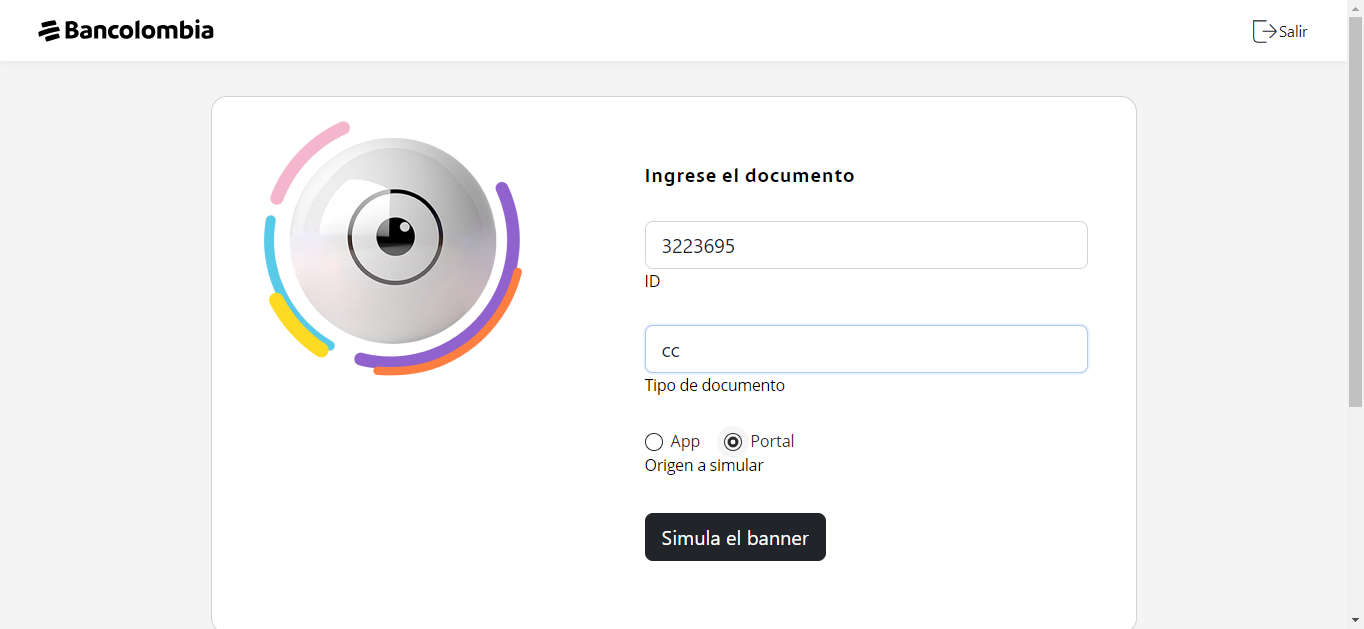 Bancolombia
Salir
Ingrese el documento
3223695
ID
cc
Tipo de documento
App Portal
Origen a simular
Simula el banner